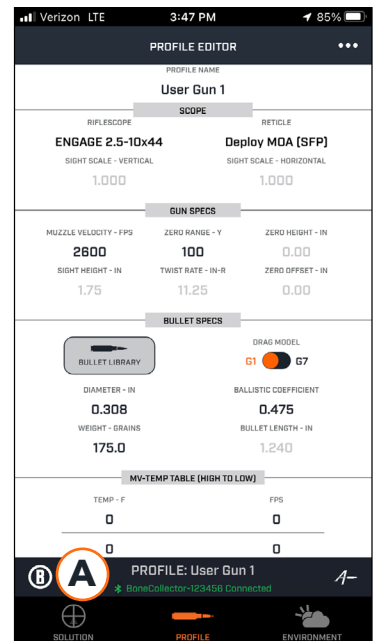 Verizon LTE 3:47 PM 85%
PROFILE EDITOR
PROFILE NAME
User Gun 1
SCOPE
RIFLESCOPE RETICLE
ENGAGE 2.5-10x44 Deploy MOA (SFP)
SIGHT SCALE - VERTICAL SIGHT SCALE - HORIZONTAL
1.000 1.000
GUN SPECS
MUZZLE VELOCITY - FPS ZERO RANGE - Y ZERO HEIGHT - IN
2600 100 0.00
SIGHT HEIGHT - IN TWIST RATE - IN-R ZERO OFFSET - IN
1.75 11.25 0.00
BULLET SPECS
DRAG MODEL
BULLET LIBRARY G1 G7
DIAMETER - IN BALLISTIC COEFFICIENT
0.308 0.475
WEIGHT - GRAINS BULLET LENGTH - IN
175.0 1.240
MV-TEMP TABLE (HIGH TO LOW)
TEMP - F FPS
0 0
0 0
B A PROFILE: User Gun 1 A-
BoneCollector-123456 Connected
SOLUTION PROFILE ENVIRONMENT